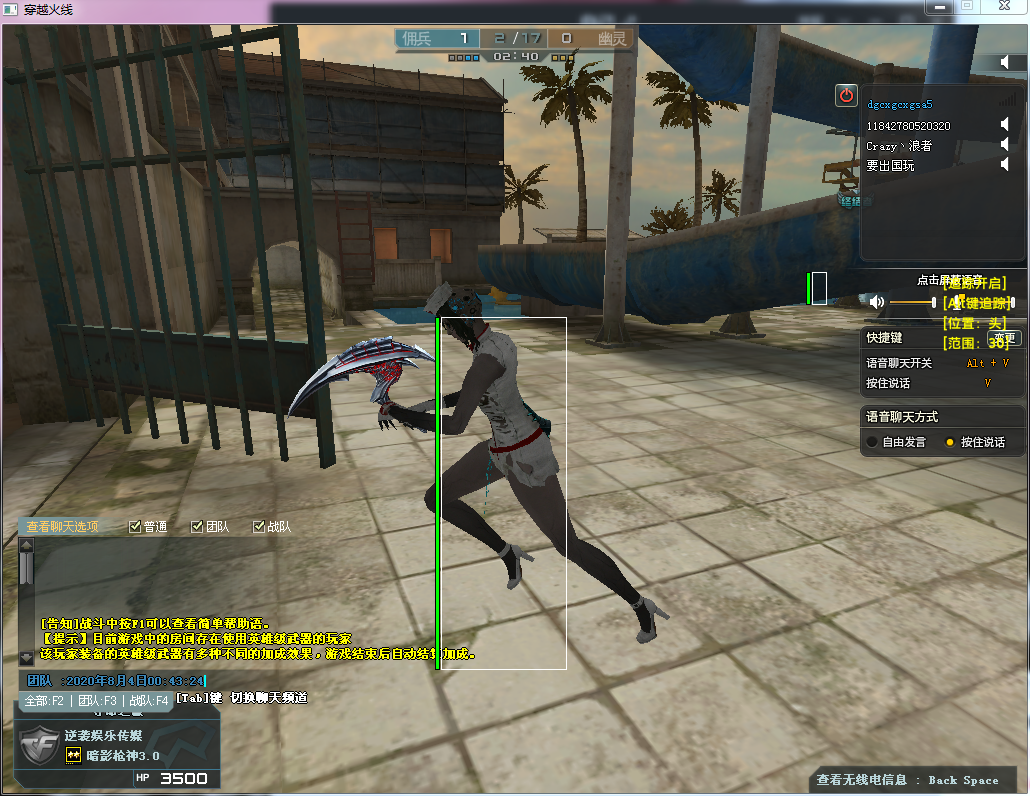 穿越火线
佣兵 1 2 / 17 0 幽灵
02:40
dgcxgcxgsa5
11842780520320
Crazy丶浪者
要出国玩
点击屏蔽语音
[追踪开启]
[Alt键追踪]
[位置: 头]
[范围: 30]
快捷键 变更
语音聊天开关 Alt + V
按住说话 V
语音聊天方式
自由发言 按住说话
查看聊天选项 普通 团队 战队
[告知]战斗中按F1可以查看简单帮助语。
【提示】目前游戏中的房间存在使用英雄级武器的玩家
该玩家装备的英雄级武器有多种不同的加成效果，游戏结束后自动结算加成。
团队 :2020年8月4日00:43:24
全部:F2 | 团队:F3 | 战队:F4 [Tab]键 切换聊天频道
逆袭娱乐传媒
CF
暗影枪神3.0
HP 3500
查看无线电信息 : Back Space